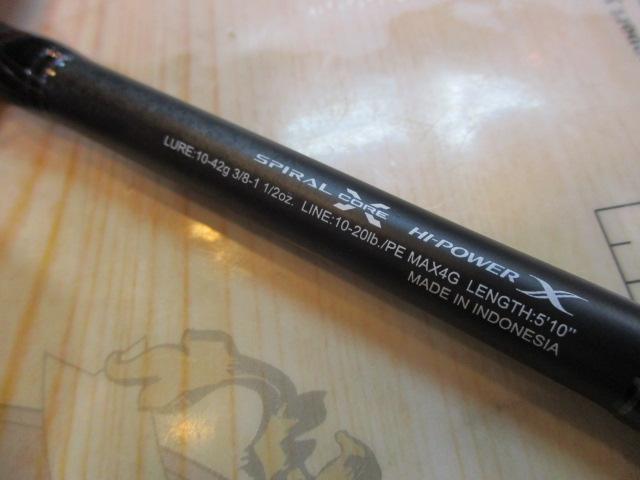 SPIRAL X CORE HI-POWER X
LURE:10-42g 3/8-1 1/2oz. LINE:10-20lb./PE MAX4G LENGTH:5'10"
MADE IN INDONESIA